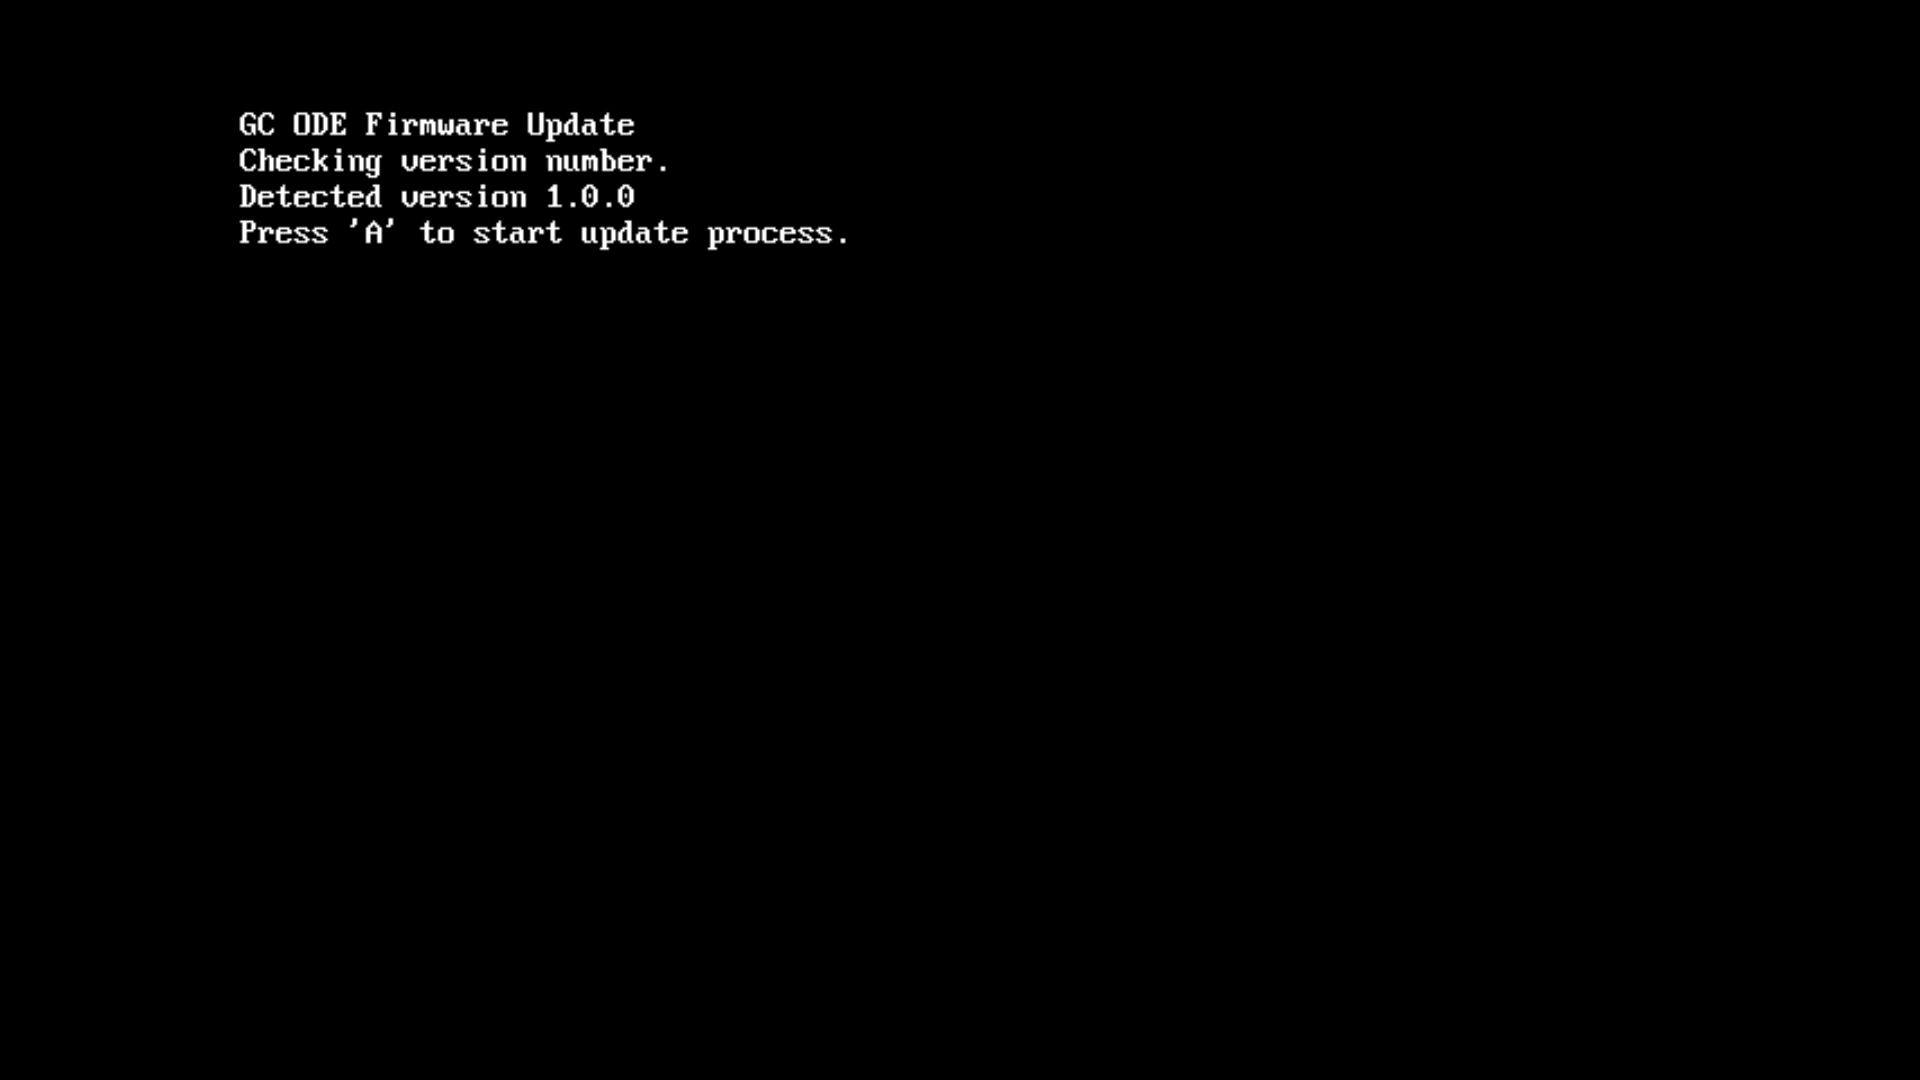 GC ODE Firmware Update
Checking version number.
Detected version 1.0.0
Press 'A' to start update process.